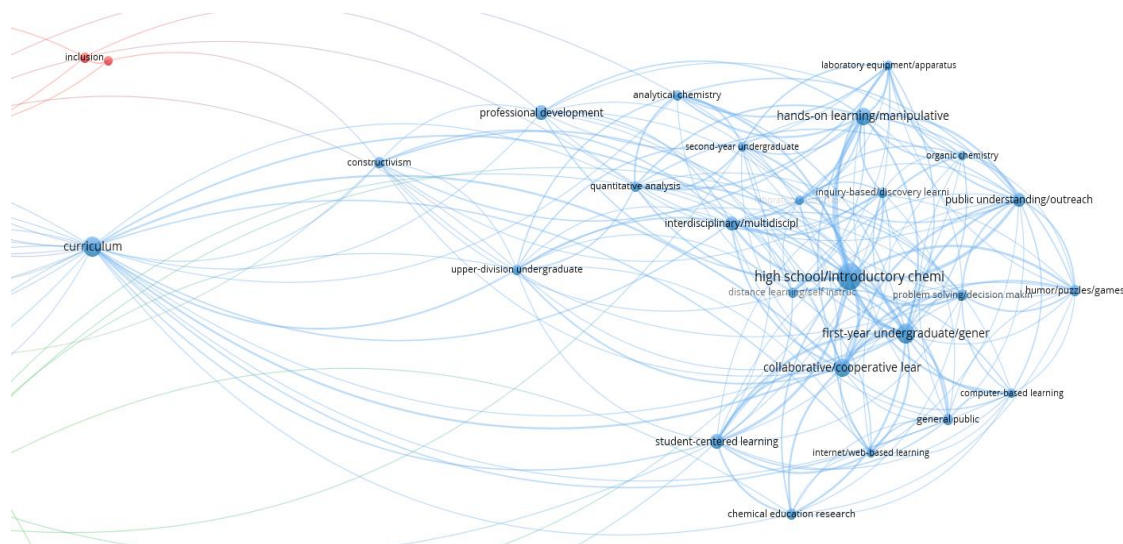 inclusion
laboratory equipment/apparatus
analytical chemistry
professional development
hands-on learning/manipulative
second-year undergraduate
organic chemistry
constructivism
quantitative analysis
inquiry-based/discovery learni
public understanding/outreach
interdisciplinary/multidiscipl
curriculum
upper-division undergraduate
high school/introductory chemi
distance learning/self instruc
problem solving/decision makin
humor/puzzles/games
first-year undergraduate/gener
collaborative/cooperative lear
computer-based learning
general public
student-centered learning
internet/web-based learning
chemical education research